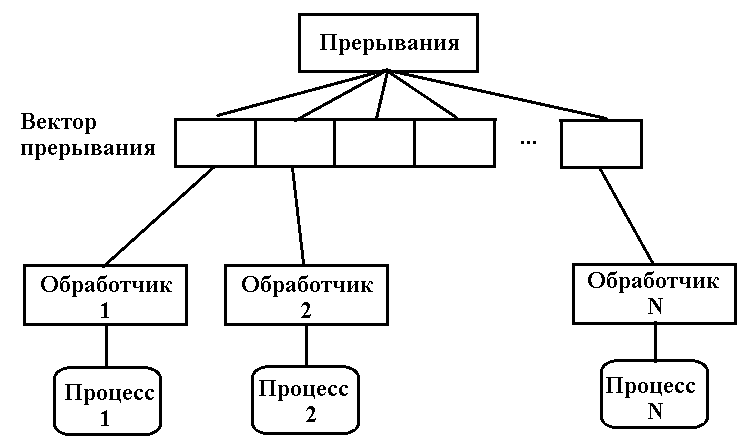 Прерывания
Вектор
прерывания
...
Обработчик
1
Обработчик
2
Обработчик
N
Процесс
1
Процесс
2
Процесс
N